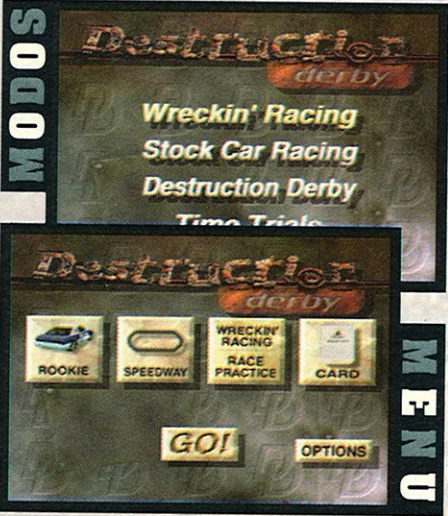 MODOS
Destruction
derby
Wreckin' Racing
Stock Car Racing
Destruction Derby
Time Trials
Destruction
derby
ROOKIE
SPEEDWAY
WRECKIN'
RACING
RACE
PRACTICE
CARD
GO!
OPTIONS
MENU